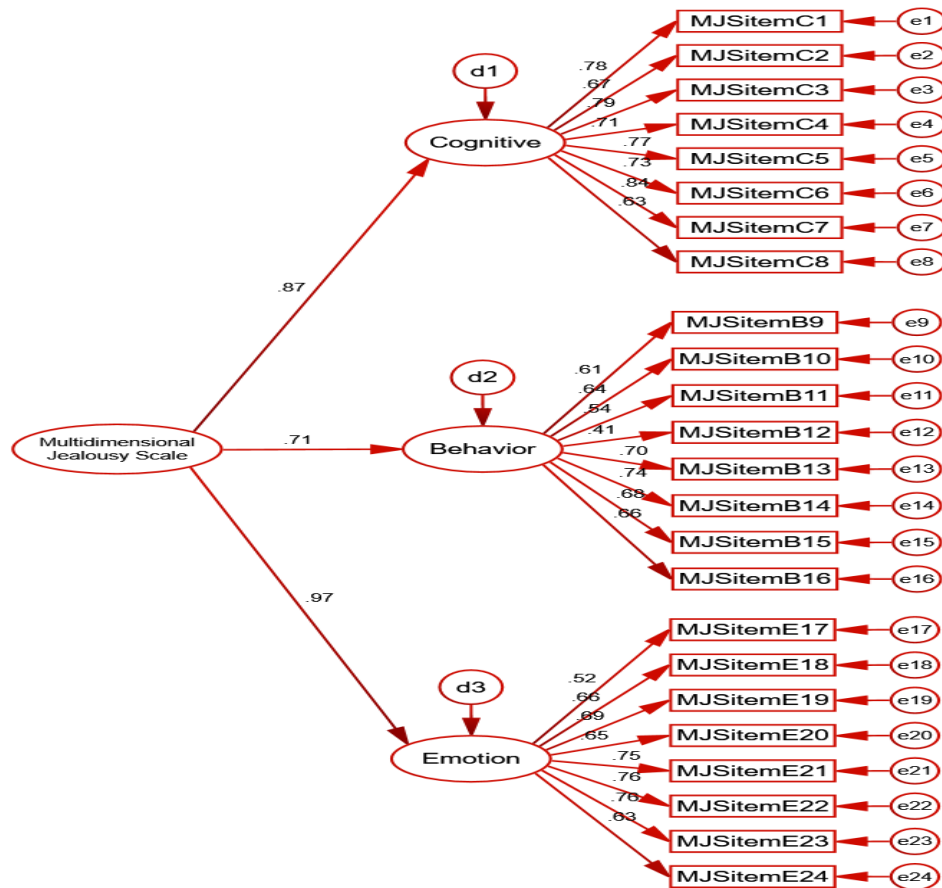 MJSitemC1
e1
MJSitemC2
e2
MJSitemC3
e3
MJSitemC4
e4
MJSitemC5
e5
MJSitemC6
e6
MJSitemC7
e7
MJSitemC8
e8
d1
Cognitive
.78
.67
.79
.71
.77
.73
.84
.63
.87
MJSitemB9
e9
MJSitemB10
e10
MJSitemB11
e11
MJSitemB12
e12
MJSitemB13
e13
MJSitemB14
e14
MJSitemB15
e15
MJSitemB16
e16
d2
Behavior
.61
.64
.54
.41
.70
.74
.68
.66
Multidimensional
Jealousy Scale
.71
.97
MJSitemE17
e17
MJSitemE18
e18
MJSitemE19
e19
MJSitemE20
e20
MJSitemE21
e21
MJSitemE22
e22
MJSitemE23
e23
MJSitemE24
e24
d3
Emotion
.52
.66
.69
.65
.75
.76
.76
.63